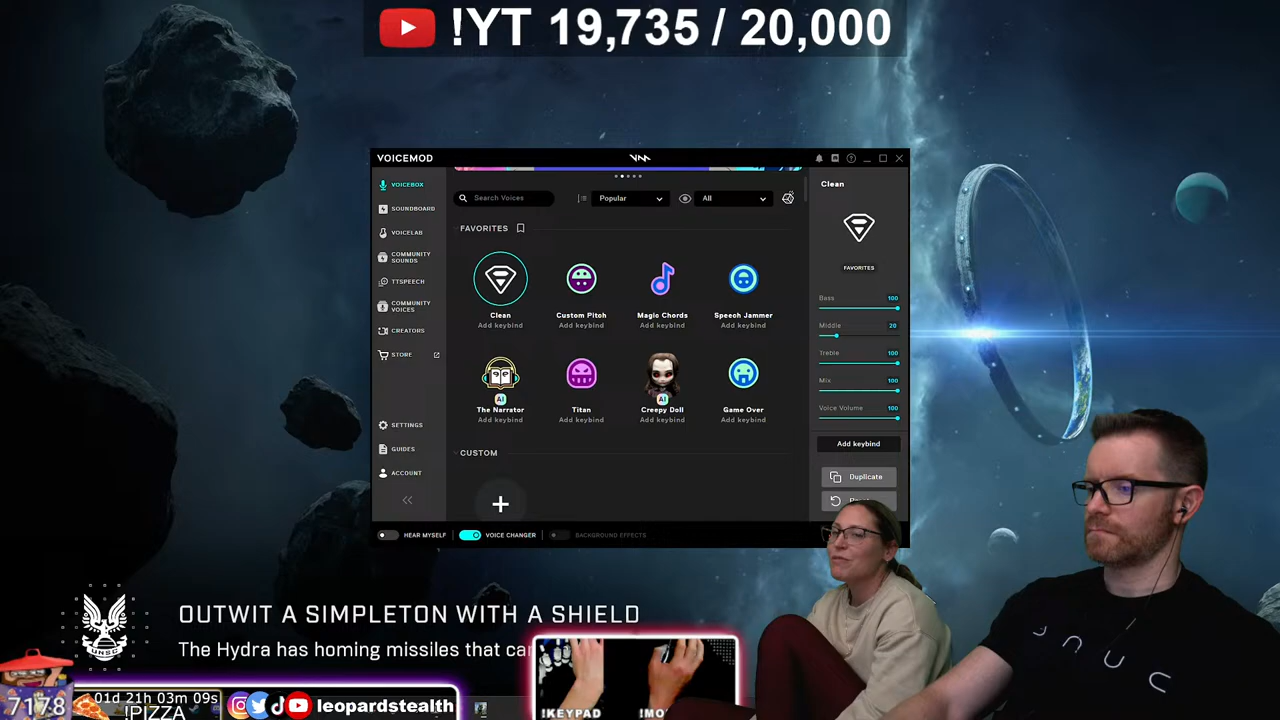 !YT 19,735 / 20,000
VOICEMOD
VOICEBOX
SOUNDBOARD
VOICELAB
COMMUNITY
SOUNDS
TTSPEECH
COMMUNITY
VOICES
CREATORS
STORE
SETTINGS
GUIDES
ACCOUNT
Search Voices
Popular
All
FAVORITES
Clean
Add keybind
Custom Pitch
Add keybind
Magic Chords
Add keybind
Speech Jammer
Add keybind
AI
The Narrator
Add keybind
Titan
Add keybind
AI
Creepy Doll
Add keybind
Game Over
Add keybind
CUSTOM
Clean
FAVORITES
Bass 100
Middle 20
Treble 100
Mix 100
Voice Volume 100
Add keybind
Duplicate
HEAR MYSELF
VOICE CHANGER
BACKGROUND EFFECTS
UNSC
OUTWIT A SIMPLETON WITH A SHIELD
The Hydra has homing missiles that
7178
01d 21h 03m 09s
!PIZZA
leopardstealth
!KEYPAD